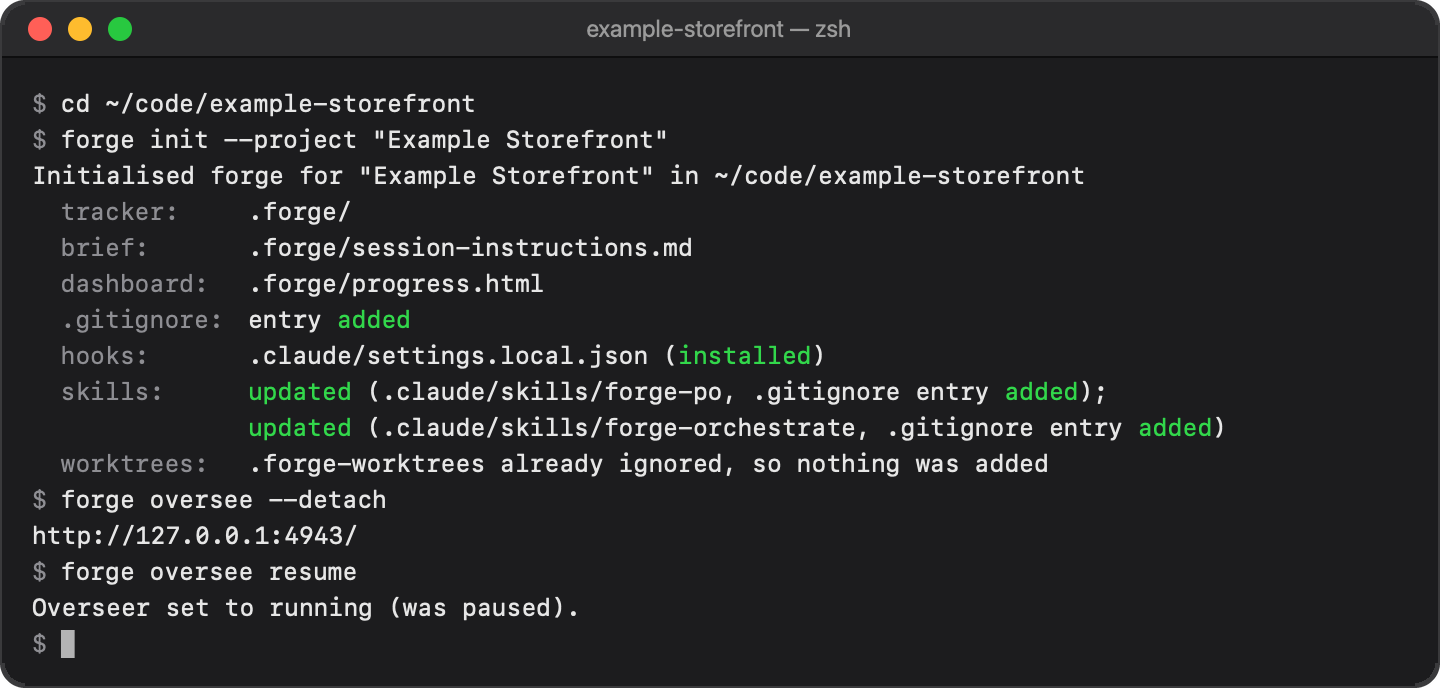 example-storefront — zsh
$ cd ~/code/example-storefront
$ forge init --project "Example Storefront"
Initialised forge for "Example Storefront" in ~/code/example-storefront
  tracker:     .forge/
  brief:       .forge/session-instructions.md
  dashboard:   .forge/progress.html
  .gitignore:  entry added
  hooks:       .claude/settings.local.json (installed)
  skills:      updated (.claude/skills/forge-po, .gitignore entry added);
               updated (.claude/skills/forge-orchestrate, .gitignore entry added)
  worktrees:   .forge-worktrees already ignored, so nothing was added
$ forge oversee --detach
http://127.0.0.1:4943/
$ forge oversee resume
Overseer set to running (was paused).
$